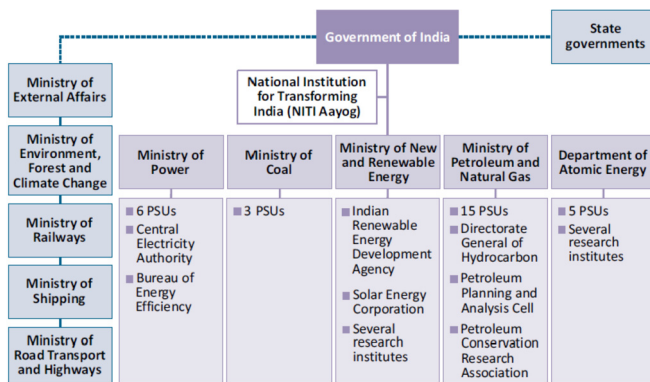 Government of India
State
governments
National Institution
for Transforming
India (NITI Aayog)
Ministry of
External Affairs
Ministry of
Environment,
Forest and
Climate Change
Ministry of
Railways
Ministry of
Shipping
Ministry of
Road Transport
and Highways
Ministry of
Power
6 PSUs
Central
Electricity
Authority
Bureau of
Energy
Efficiency
Ministry of
Coal
3 PSUs
Ministry of New
and Renewable
Energy
Indian
Renewable
Energy
Development
Agency
Solar Energy
Corporation
Several
research
institutes
Ministry of
Petroleum and
Natural Gas
15 PSUs
Directorate
General of
Hydrocarbon
Petroleum
Planning and
Analysis Cell
Petroleum
Conservation
Research
Association
Department of
Atomic Energy
5 PSUs
Several
research
institutes